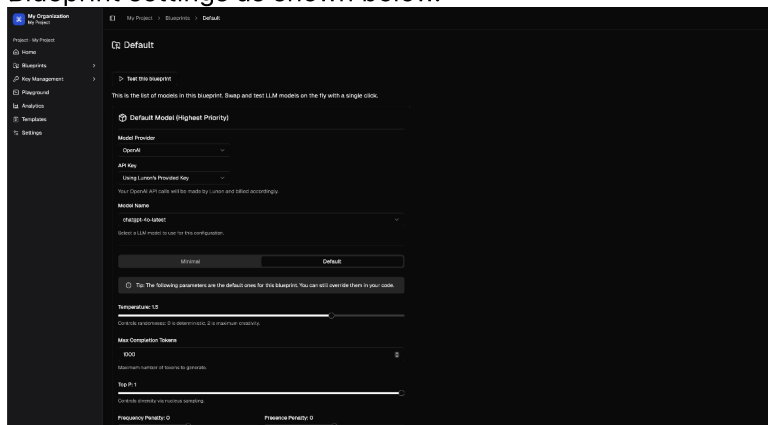 Blueprint settings as shown below.
My Organization
My Project
My Project > Blueprints > Default
Project - My Project
Home
Blueprints
Key Management
Playground
Analytics
Templates
Settings
Default
Test this blueprint
This is the list of models in this blueprint. Swap and test LLM models on the fly with a single click.
Default Model (Highest Priority)
Model Provider
OpenAI
API Key
Using Lunon's Provided Key
Your OpenAI API calls will be made by Lunon and billed accordingly.
Model Name
chatgpt-4o-latest
Select a LLM model to use for this configuration.
Minimal Default
Tip: The following parameters are the default ones for this blueprint. You can still override them in your code.
Temperature: 1.5
Controls randomness: 0 is deterministic, 2 is maximum creativity.
Max Completion Tokens
1000
Maximum number of tokens to generate.
Top P: 1
Controls diversity via nucleus sampling.
Frequency Penalty: 0 Presence Penalty: 0